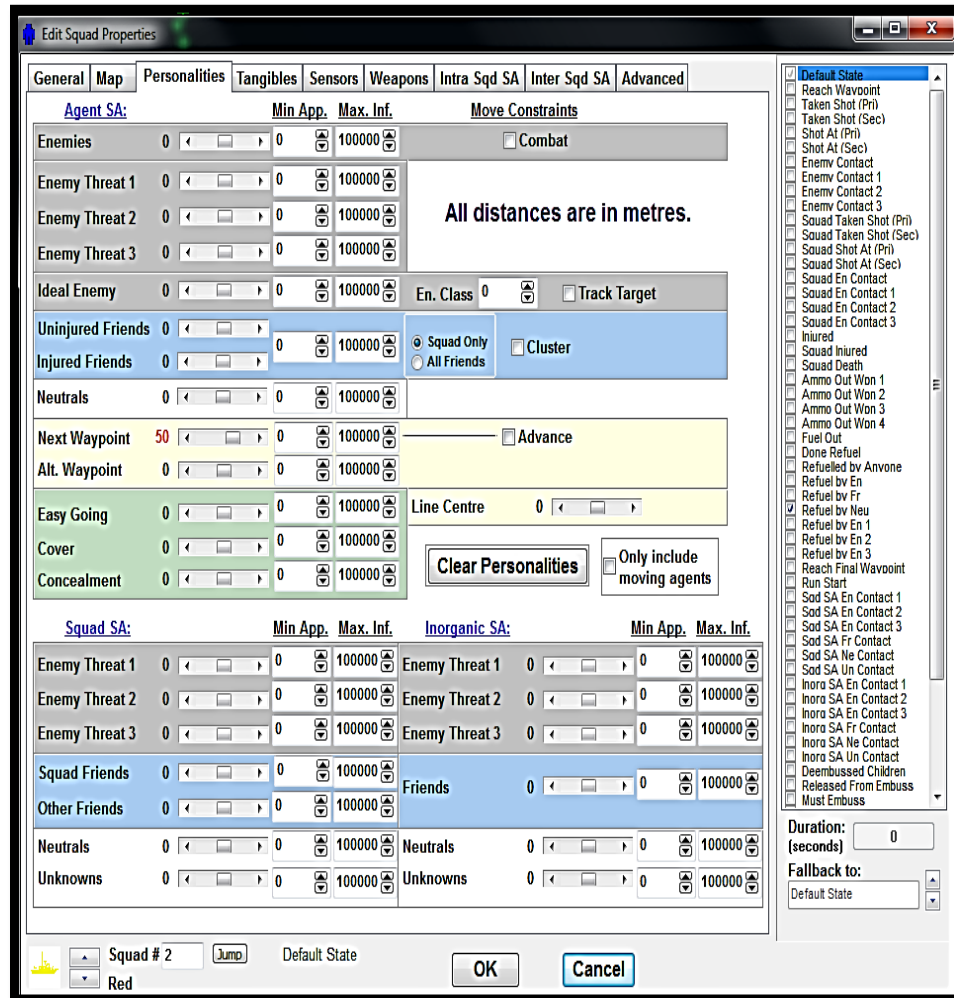 Edit Squad Properties
General Map Personalities Tangibles Sensors Weapons Intra Sqd SA Inter Sqd SA Advanced
Agent SA: Min App. Max. Inf. Move Constraints
Enemies 0 0 100000 Combat
Enemy Threat 1 0 0 100000
All distances are in metres.
Enemy Threat 2 0 0 100000
Enemy Threat 3 0 0 100000
Ideal Enemy 0 0 100000 En. Class 0 Track Target
Uninjured Friends 0
0 100000 Squad Only Cluster
Injured Friends 0 All Friends
Neutrals 0 0 100000
Next Waypoint 50 0 100000 Advance
Alt. Waypoint 0 0 100000
Easy Going 0 0 100000 Line Centre 0
Cover 0 0 100000
Clear Personalities Only include
moving agents
Concealment 0 0 100000
Squad SA: Min App. Max. Inf. Inorganic SA: Min App. Max. Inf.
Enemy Threat 1 0 0 100000 Enemy Threat 1 0 0 100000
Enemy Threat 2 0 0 100000 Enemy Threat 2 0 0 100000
Enemy Threat 3 0 0 100000 Enemy Threat 3 0 0 100000
Squad Friends 0 0 100000
Friends 0 0 100000
Other Friends 0 0 100000
Neutrals 0 0 100000 Neutrals 0 0 100000
Unknowns 0 0 100000 Unknowns 0 0 100000
Default State
Reach Waypoint
Taken Shot (Pri)
Taken Shot (Sec)
Shot At (Pri)
Shot At (Sec)
Enemy Contact
Enemy Contact 1
Enemy Contact 2
Enemy Contact 3
Squad Taken Shot (Pri)
Squad Taken Shot (Sec)
Squad Shot At (Pri)
Squad Shot At (Sec)
Squad En Contact
Squad En Contact 1
Squad En Contact 2
Squad En Contact 3
Injured
Squad Injured
Squad Death
Ammo Out Wpn 1
Ammo Out Wpn 2
Ammo Out Wpn 3
Ammo Out Wpn 4
Fuel Out
Done Refuel
Refuelled by Anyone
Refuel by En
Refuel by Fr
Refuel by Neu
Refuel by En 1
Refuel by En 2
Refuel by En 3
Reach Final Waypoint
Run Start
Sqd SA En Contact 1
Sqd SA En Contact 2
Sqd SA En Contact 3
Sqd SA Fr Contact
Sqd SA Ne Contact
Sqd SA Un Contact
Inorg SA En Contact 1
Inorg SA En Contact 2
Inorg SA En Contact 3
Inorg SA Fr Contact
Inorg SA Ne Contact
Inorg SA Un Contact
Deembussed Children
Released From Embuss
Must Embuss
Duration:
(seconds) 0
Fallback to:
Default State
Squad # 2 Jump Default State
Red
OK Cancel